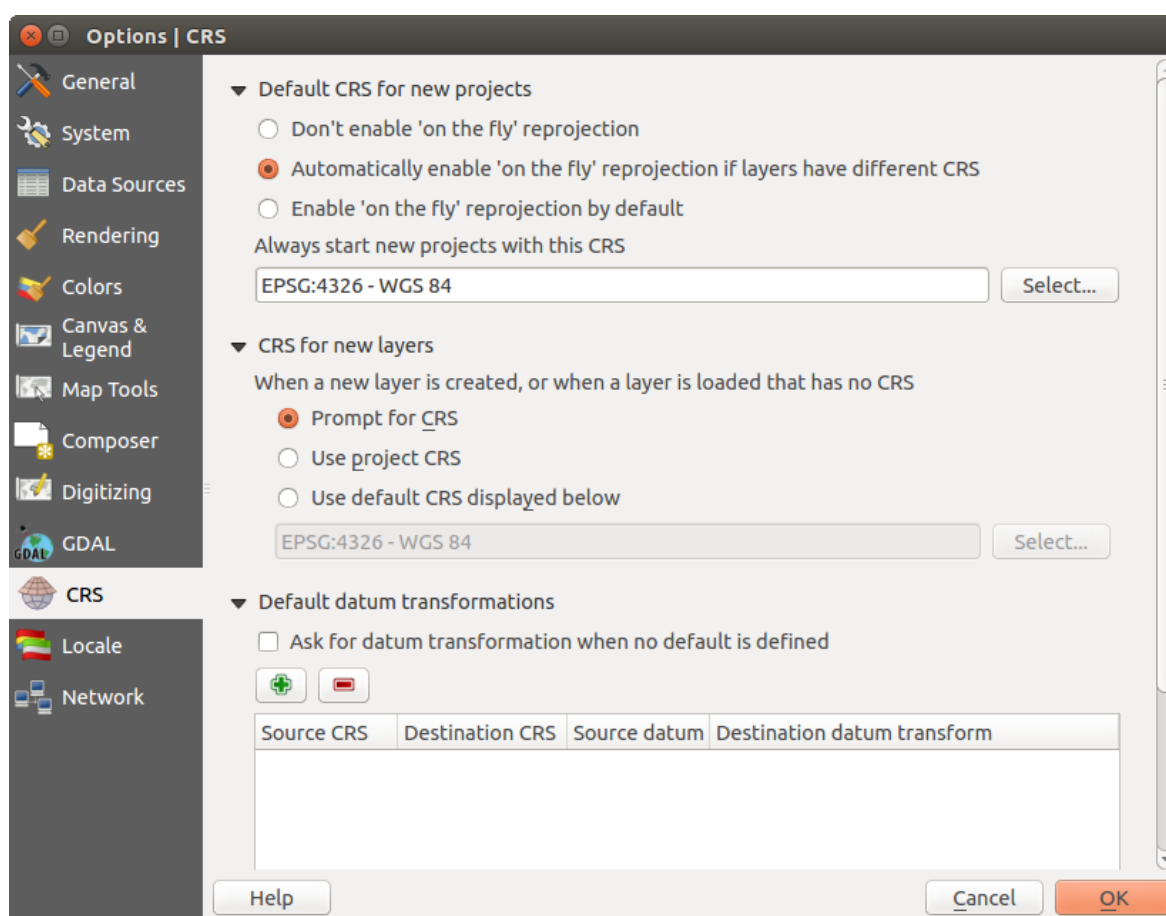 Options | CRS
General
System
Data Sources
Rendering
Colors
Canvas &
Legend
Map Tools
Composer
Digitizing
GDAL
GDAL
CRS
Locale
Network
Default CRS for new projects
Don't enable 'on the fly' reprojection
Automatically enable 'on the fly' reprojection if layers have different CRS
Enable 'on the fly' reprojection by default
Always start new projects with this CRS
EPSG:4326 - WGS 84 Select...
CRS for new layers
When a new layer is created, or when a layer is loaded that has no CRS
Prompt for CRS
Use project CRS
Use default CRS displayed below
EPSG:4326 - WGS 84 Select...
Default datum transformations
Ask for datum transformation when no default is defined
Source CRS Destination CRS Source datum Destination datum transform
Help Cancel OK